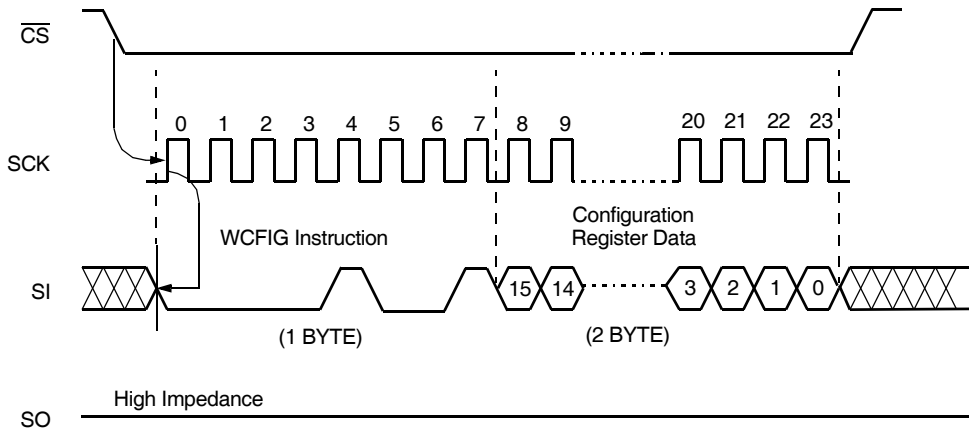 CS
0 1 2 3 4 5 6 7 8 9 20 21 22 23
SCK
WCFIG Instruction
Configuration
Register Data
SI
15 14 3 2 1 0
(1 BYTE) (2 BYTE)
High Impedance
SO